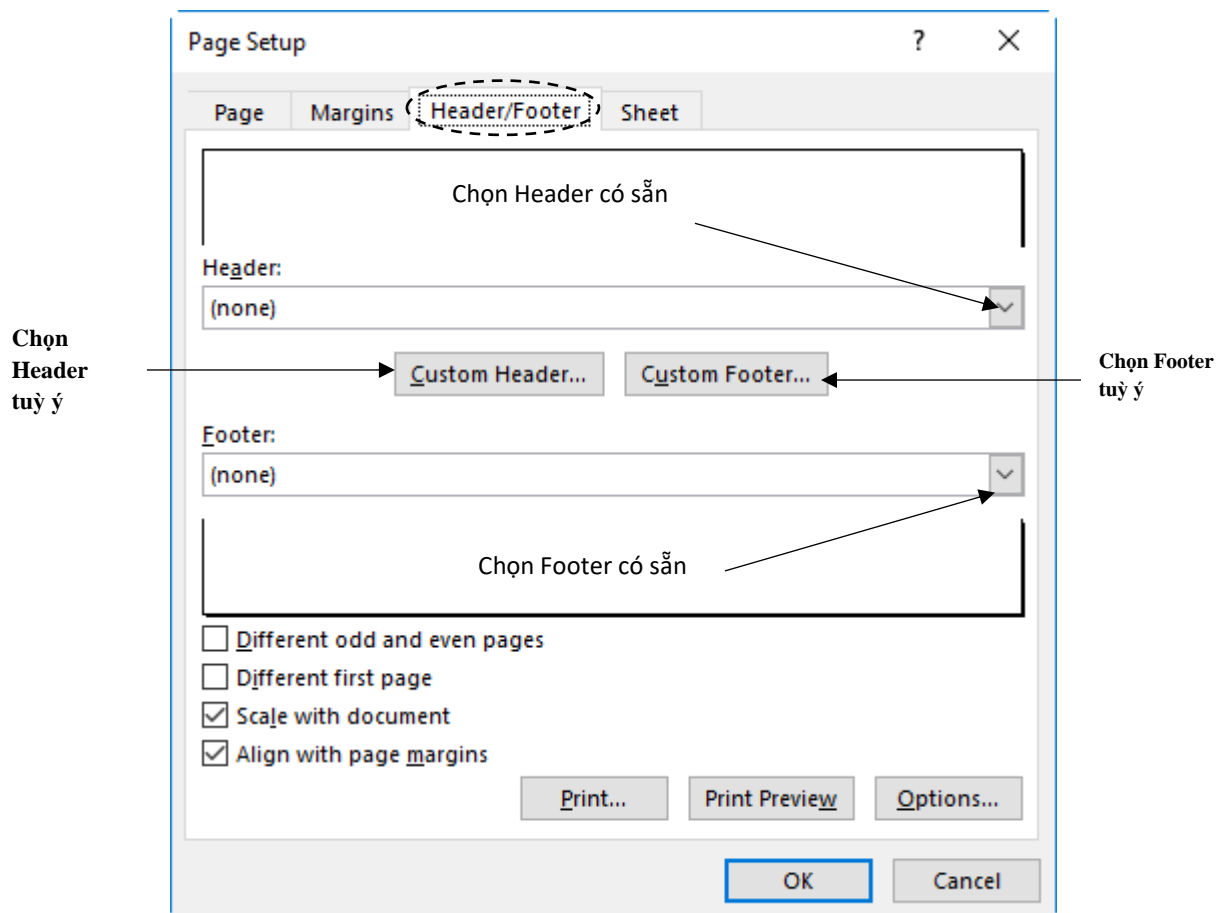 Page Setup
?
Page Margins Header/Footer Sheet
Chọn Header có sẵn
Header:
(none)
Chọn
Header
tuỳ ý
Custom Header... Custom Footer...
Chọn Footer
tuỳ ý
Footer:
(none)
Chọn Footer có sẵn
Different odd and even pages
Different first page
Scale with document
Align with page margins
Print... Print Preview Options...
OK Cancel